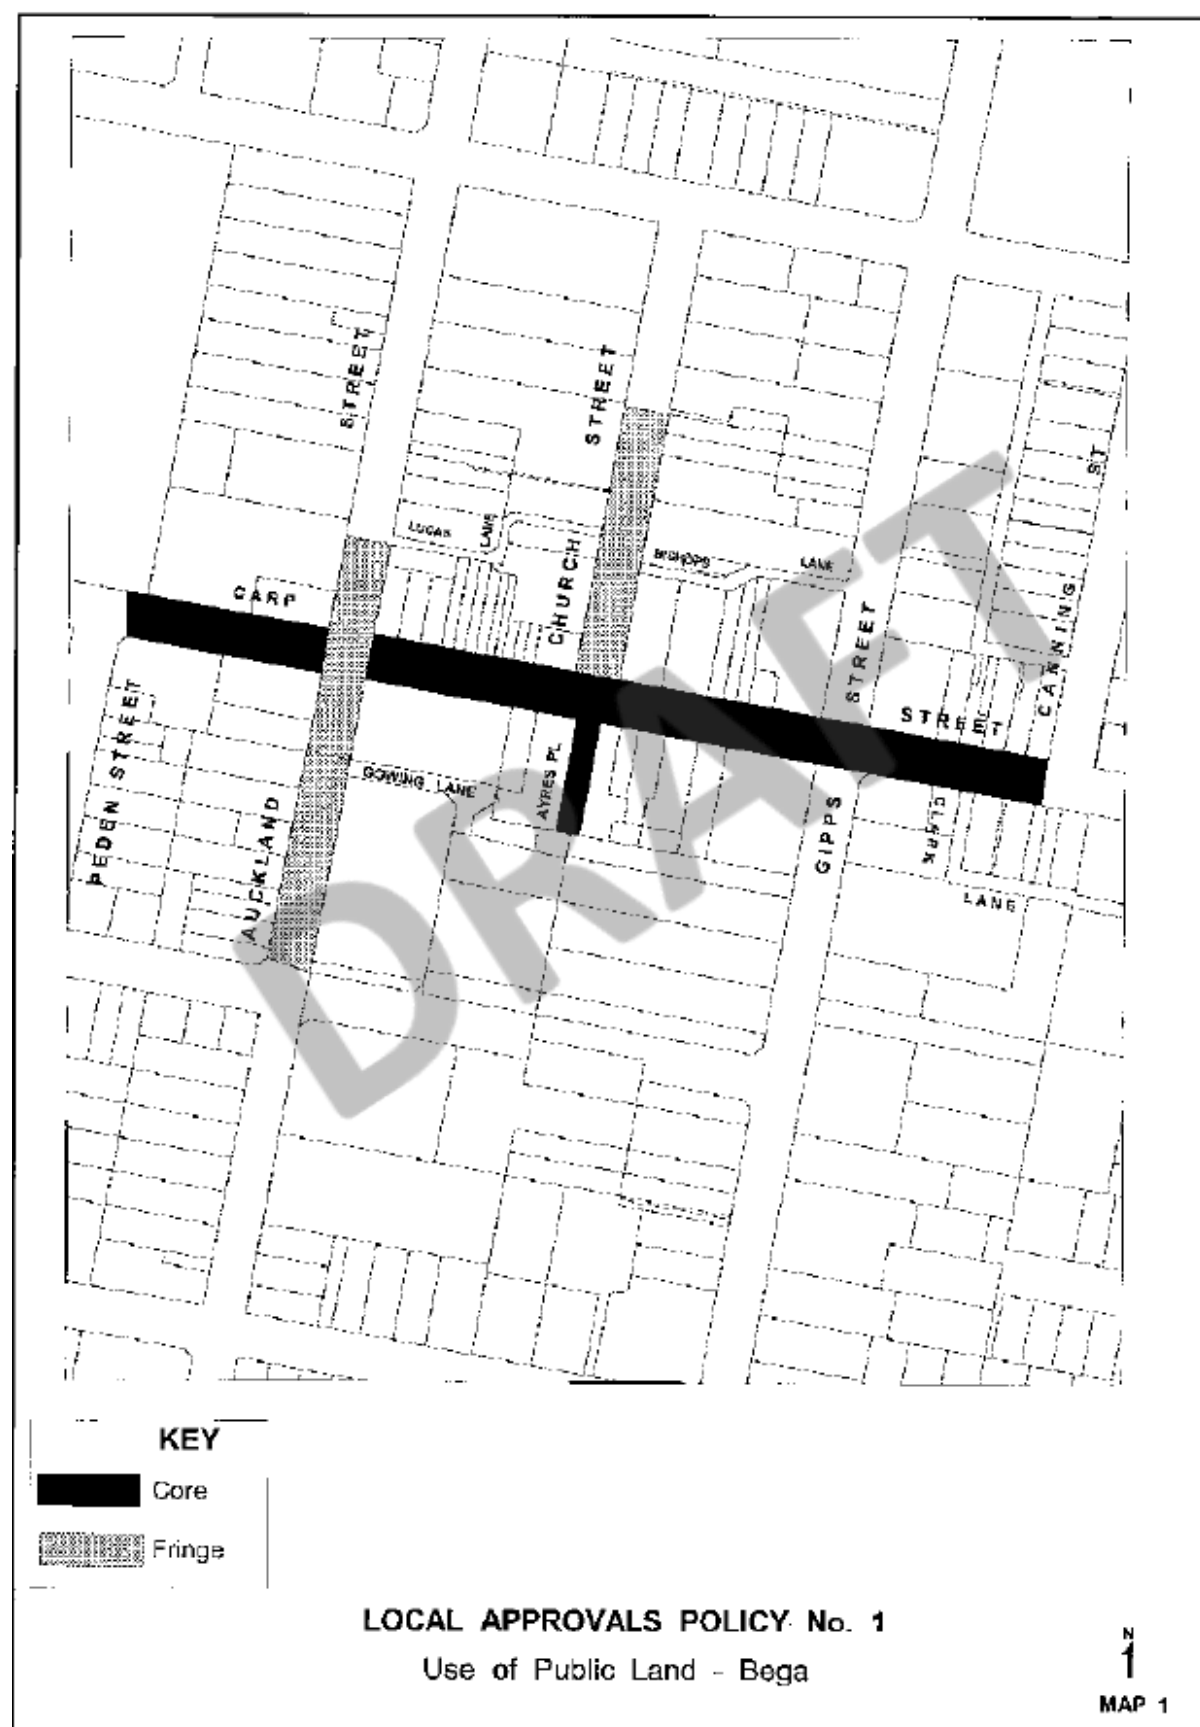 STREET
STREET
ST
LUCAS LANE
CHURCH
BISHOPS LANE
CARP
STREET
CANNING
STREET
PEDEN STREET
GOWING LANE
AYRES PL
AUCKLAND
GIPPS
CLARK
LANE
DRAFT
KEY
Core
Fringe
LOCAL APPROVALS POLICY No. 1
Use of Public Land - Bega
N
MAP 1